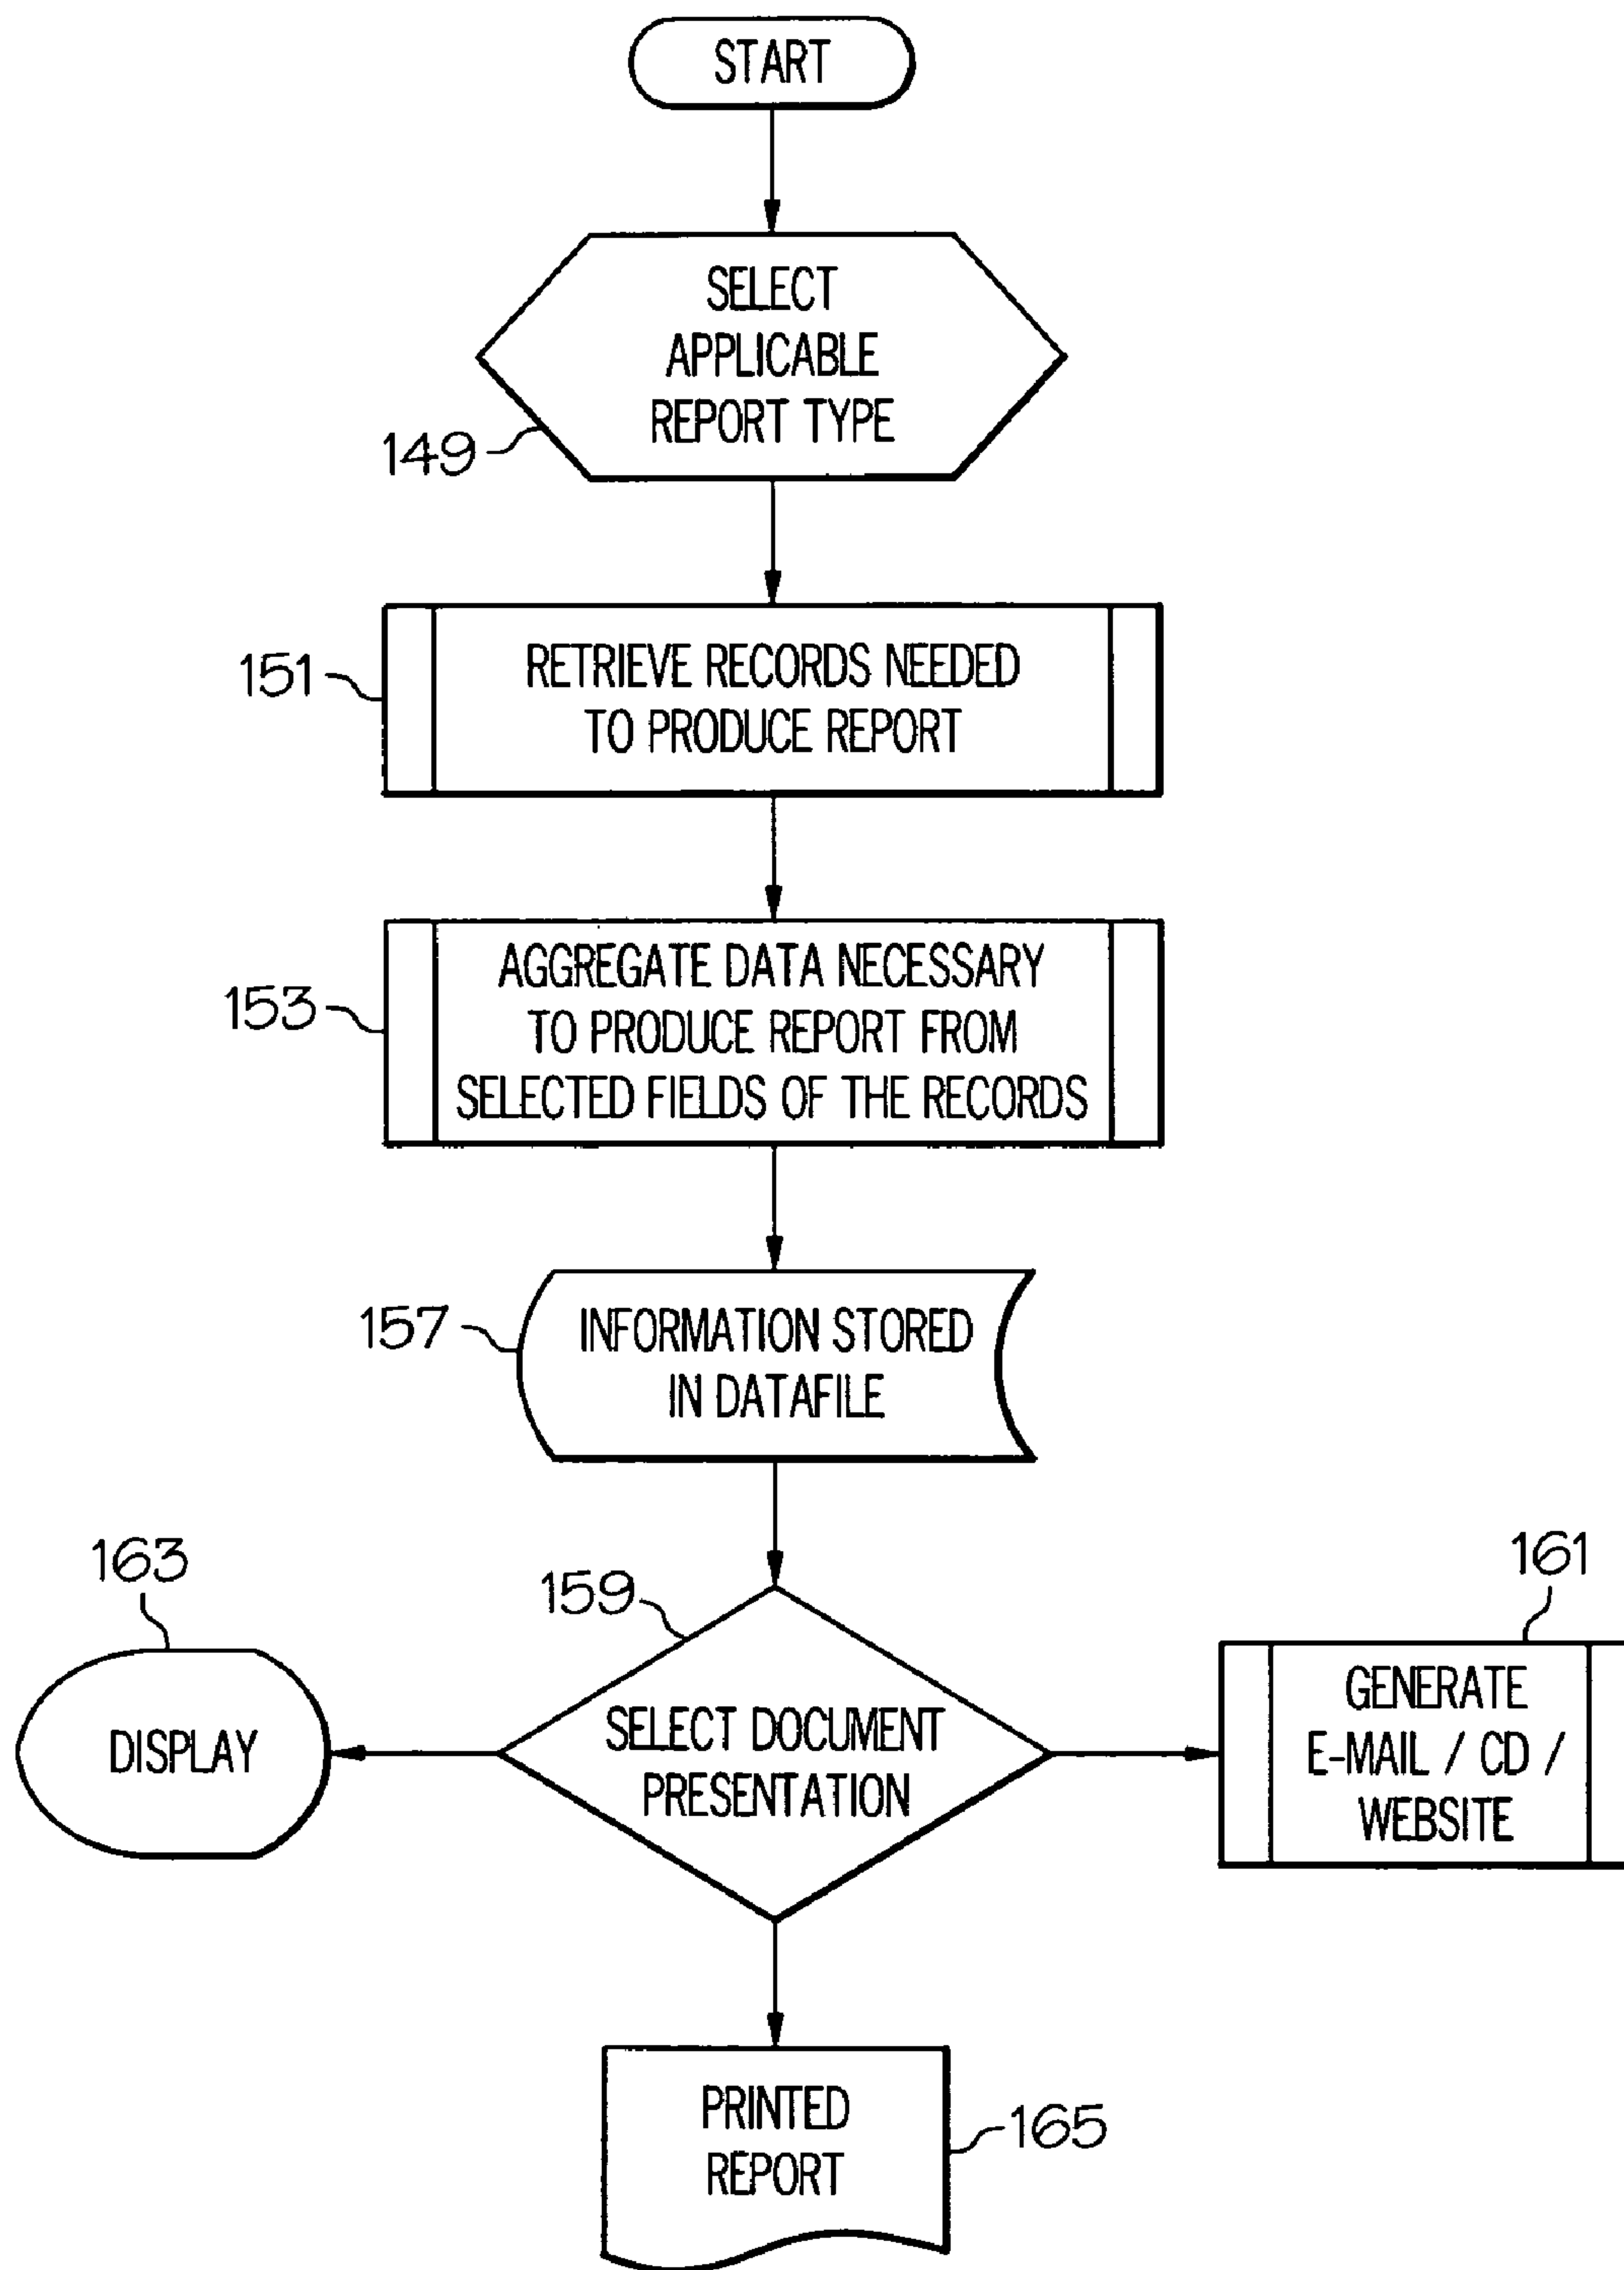 START
SELECT
APPLICABLE
REPORT TYPE
149
151
RETRIEVE RECORDS NEEDED
TO PRODUCE REPORT
153
AGGREGATE DATA NECESSARY
TO PRODUCE REPORT FROM
SELECTED FIELDS OF THE RECORDS
157
INFORMATION STORED
IN DATAFILE
163
159
161
DISPLAY
SELECT DOCUMENT
PRESENTATION
GENERATE
E-MAIL / CD /
WEBSITE
PRINTED
REPORT
165